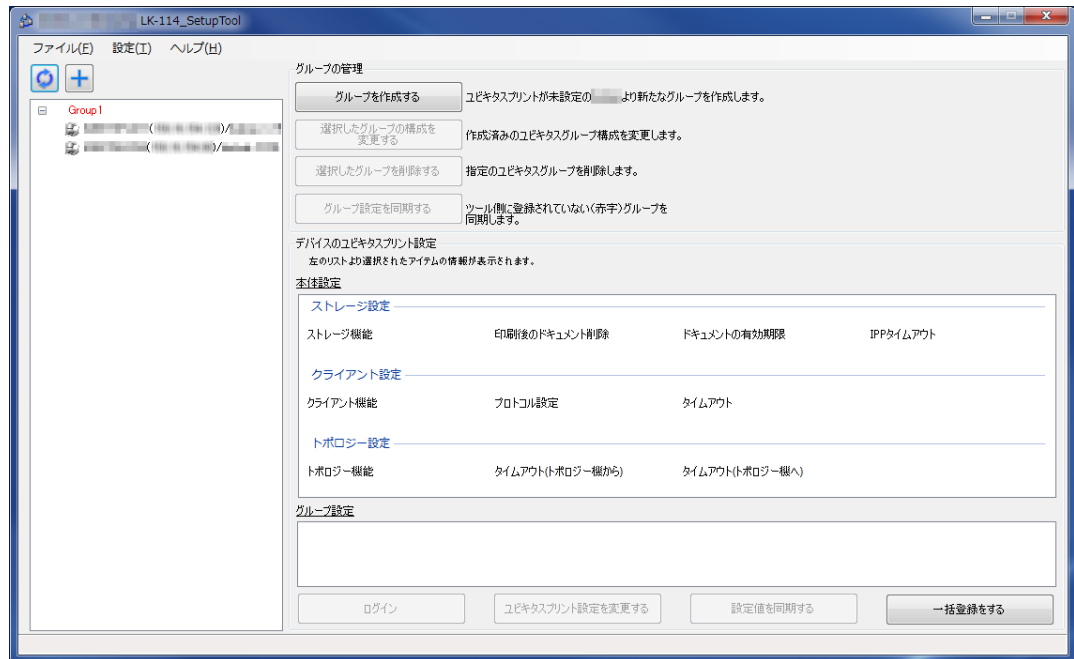 LK-114_SetupTool
ファイル(F) 設定(T) ヘルプ(H)
Group1
グループの管理
グループを作成する
ユビキタスプリントが未設定の より新たなグループを作成します。
選択したグループの構成を
変更する
作成済みのユビキタスグループ構成を変更します。
選択したグループを削除する
指定のユビキタスグループを削除します。
グループ設定を同期する
ツール側に登録されていない(赤字)グループを
同期します。
デバイスのユビキタスプリント設定
左のリストより選択されたアイテムの情報が表示されます。
本体設定
ストレージ設定
ストレージ機能 印刷後のドキュメント削除 ドキュメントの有効期限 IPPタイムアウト
クライアント設定
クライアント機能 プロトコル設定 タイムアウト
トポロジー設定
トポロジー機能 タイムアウト(トポロジー機から) タイムアウト(トポロジー機へ)
グループ設定
ログイン ユビキタスプリント設定を変更する 設定値を同期する 一括登録をする